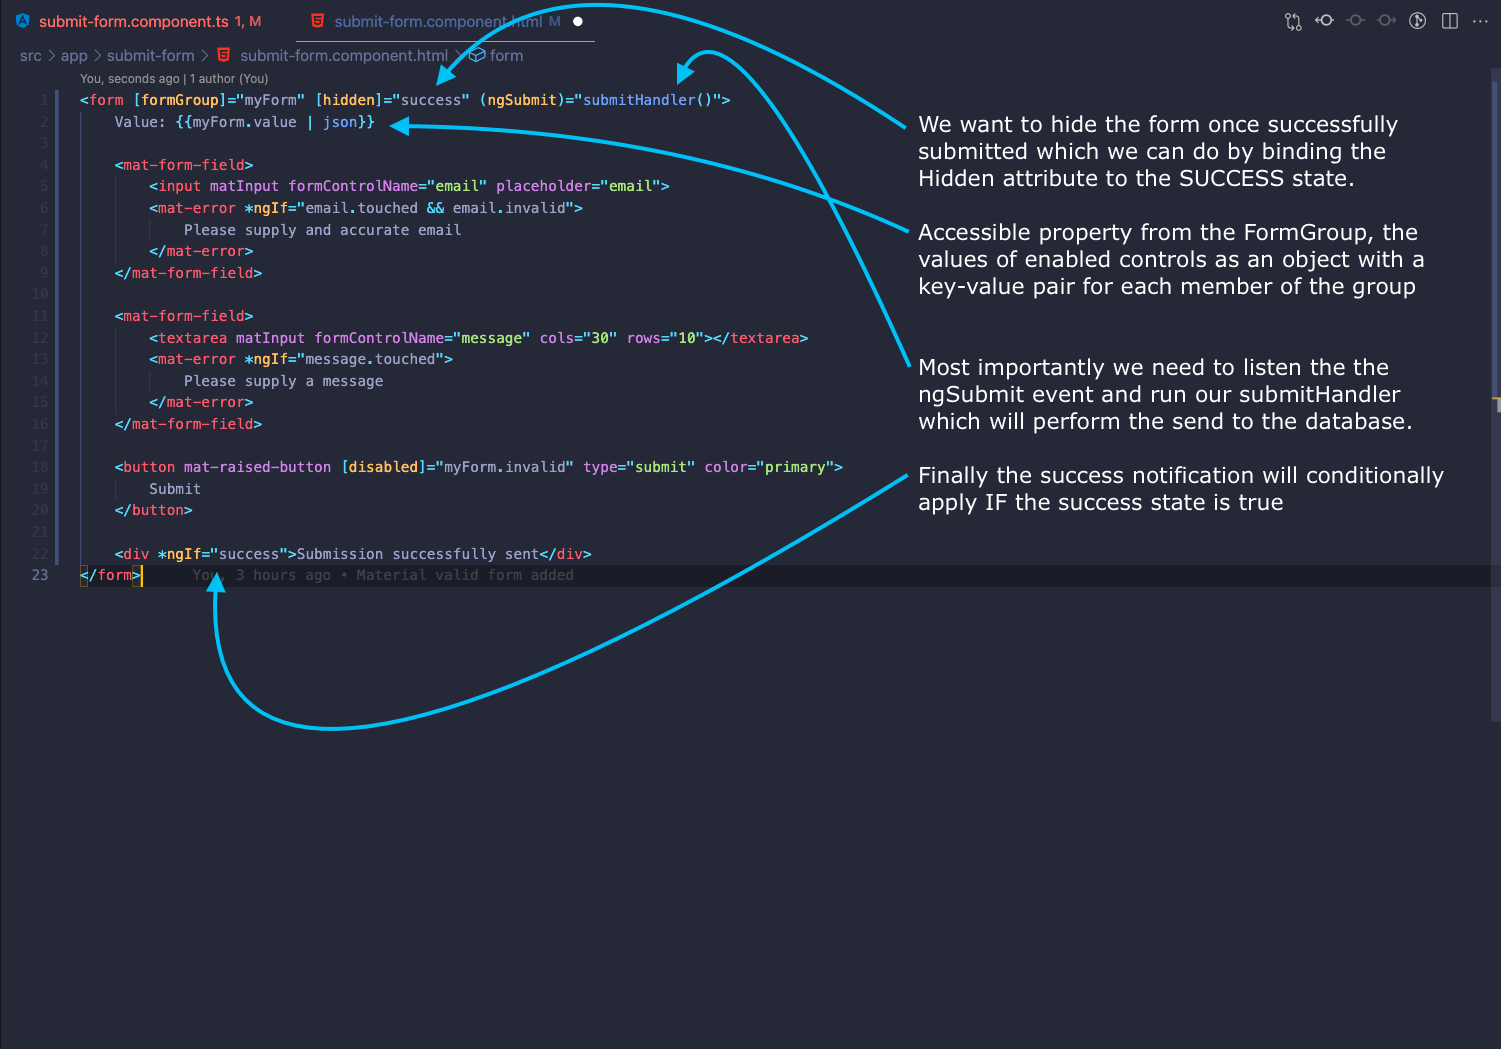 submit-form.component.ts 1, M
submit-form.component.html M
src > app > submit-form > submit-form.component.html > form
You, seconds ago | 1 author (You)
1 <form [formGroup]="myForm" [hidden]="success" (ngSubmit)="submitHandler()">
2 Value: {{myForm.value | json}}
3
4 <mat-form-field>
5 <input matInput formControlName="email" placeholder="email">
6 <mat-error *ngIf="email.touched && email.invalid">
7 Please supply and accurate email
8 </mat-error>
9 </mat-form-field>
10
11 <mat-form-field>
12 <textarea matInput formControlName="message" cols="30" rows="10"></textarea>
13 <mat-error *ngIf="message.touched">
14 Please supply a message
15 </mat-error>
16 </mat-form-field>
17
18 <button mat-raised-button [disabled]="myForm.invalid" type="submit" color="primary">
19 Submit
20 </button>
21
22 <div *ngIf="success">Submission successfully sent</div>
23 </form> You, 3 hours ago • Material valid form added
We want to hide the form once successfully
submitted which we can do by binding the
Hidden attribute to the SUCCESS state.
Accessible property from the FormGroup, the
values of enabled controls as an object with a
key-value pair for each member of the group
Most importantly we need to listen the the
ngSubmit event and run our submitHandler
which will perform the send to the database.
Finally the success notification will conditionally
apply IF the success state is true